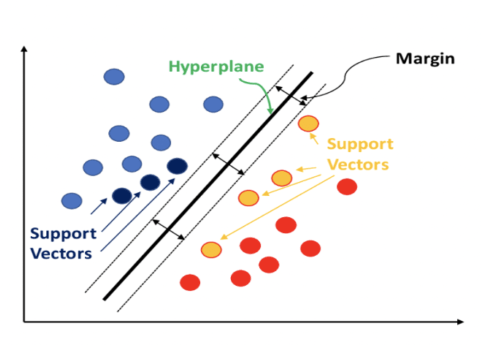 Margin
Hyperplane
Support
Vectors
Support
Vectors